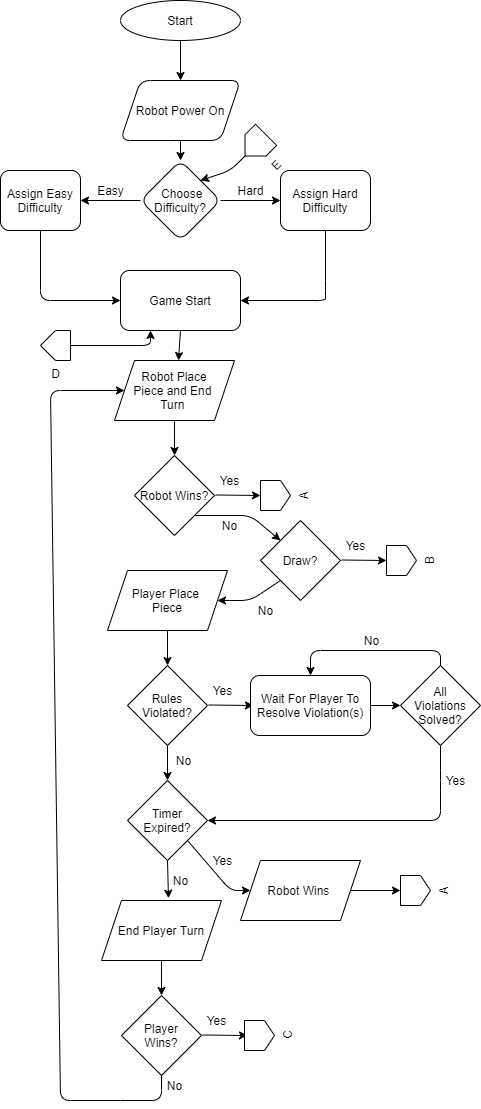 Start
Robot Power On
E
Choose
Difficulty?
Easy
Hard
Assign Easy
Difficulty
Assign Hard
Difficulty
Game Start
D
Robot Place
Piece and End
Turn
Robot Wins?
Yes
A
No
Draw?
Yes
B
No
Player Place
Piece
Rules
Violated?
Yes
Wait For Player To
Resolve Violation(s)
No
All
Violations
Solved?
Yes
No
Timer
Expired?
Yes
Robot Wins
A
No
End Player Turn
Player
Wins?
Yes
C
No